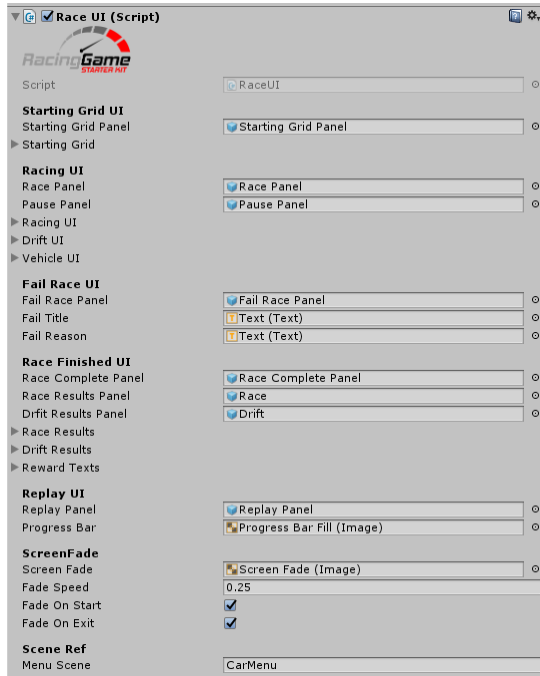 Race UI (Script)
RacingGame
STARTER KIT
Script RaceUI
Starting Grid UI
Starting Grid Panel Starting Grid Panel
Starting Grid
Racing UI
Race Panel Race Panel
Pause Panel Pause Panel
Racing UI
Drift UI
Vehicle UI
Fail Race UI
Fail Race Panel Fail Race Panel
Fail Title Text (Text)
Fail Reason Text (Text)
Race Finished UI
Race Complete Panel Race Complete Panel
Race Results Panel Race
Drfit Results Panel Drift
Race Results
Drift Results
Reward Texts
Replay UI
Replay Panel Replay Panel
Progress Bar Progress Bar Fill (Image)
ScreenFade
Screen Fade Screen Fade (Image)
Fade Speed 0.25
Fade On Start
Fade On Exit
Scene Ref
Menu Scene CarMenu